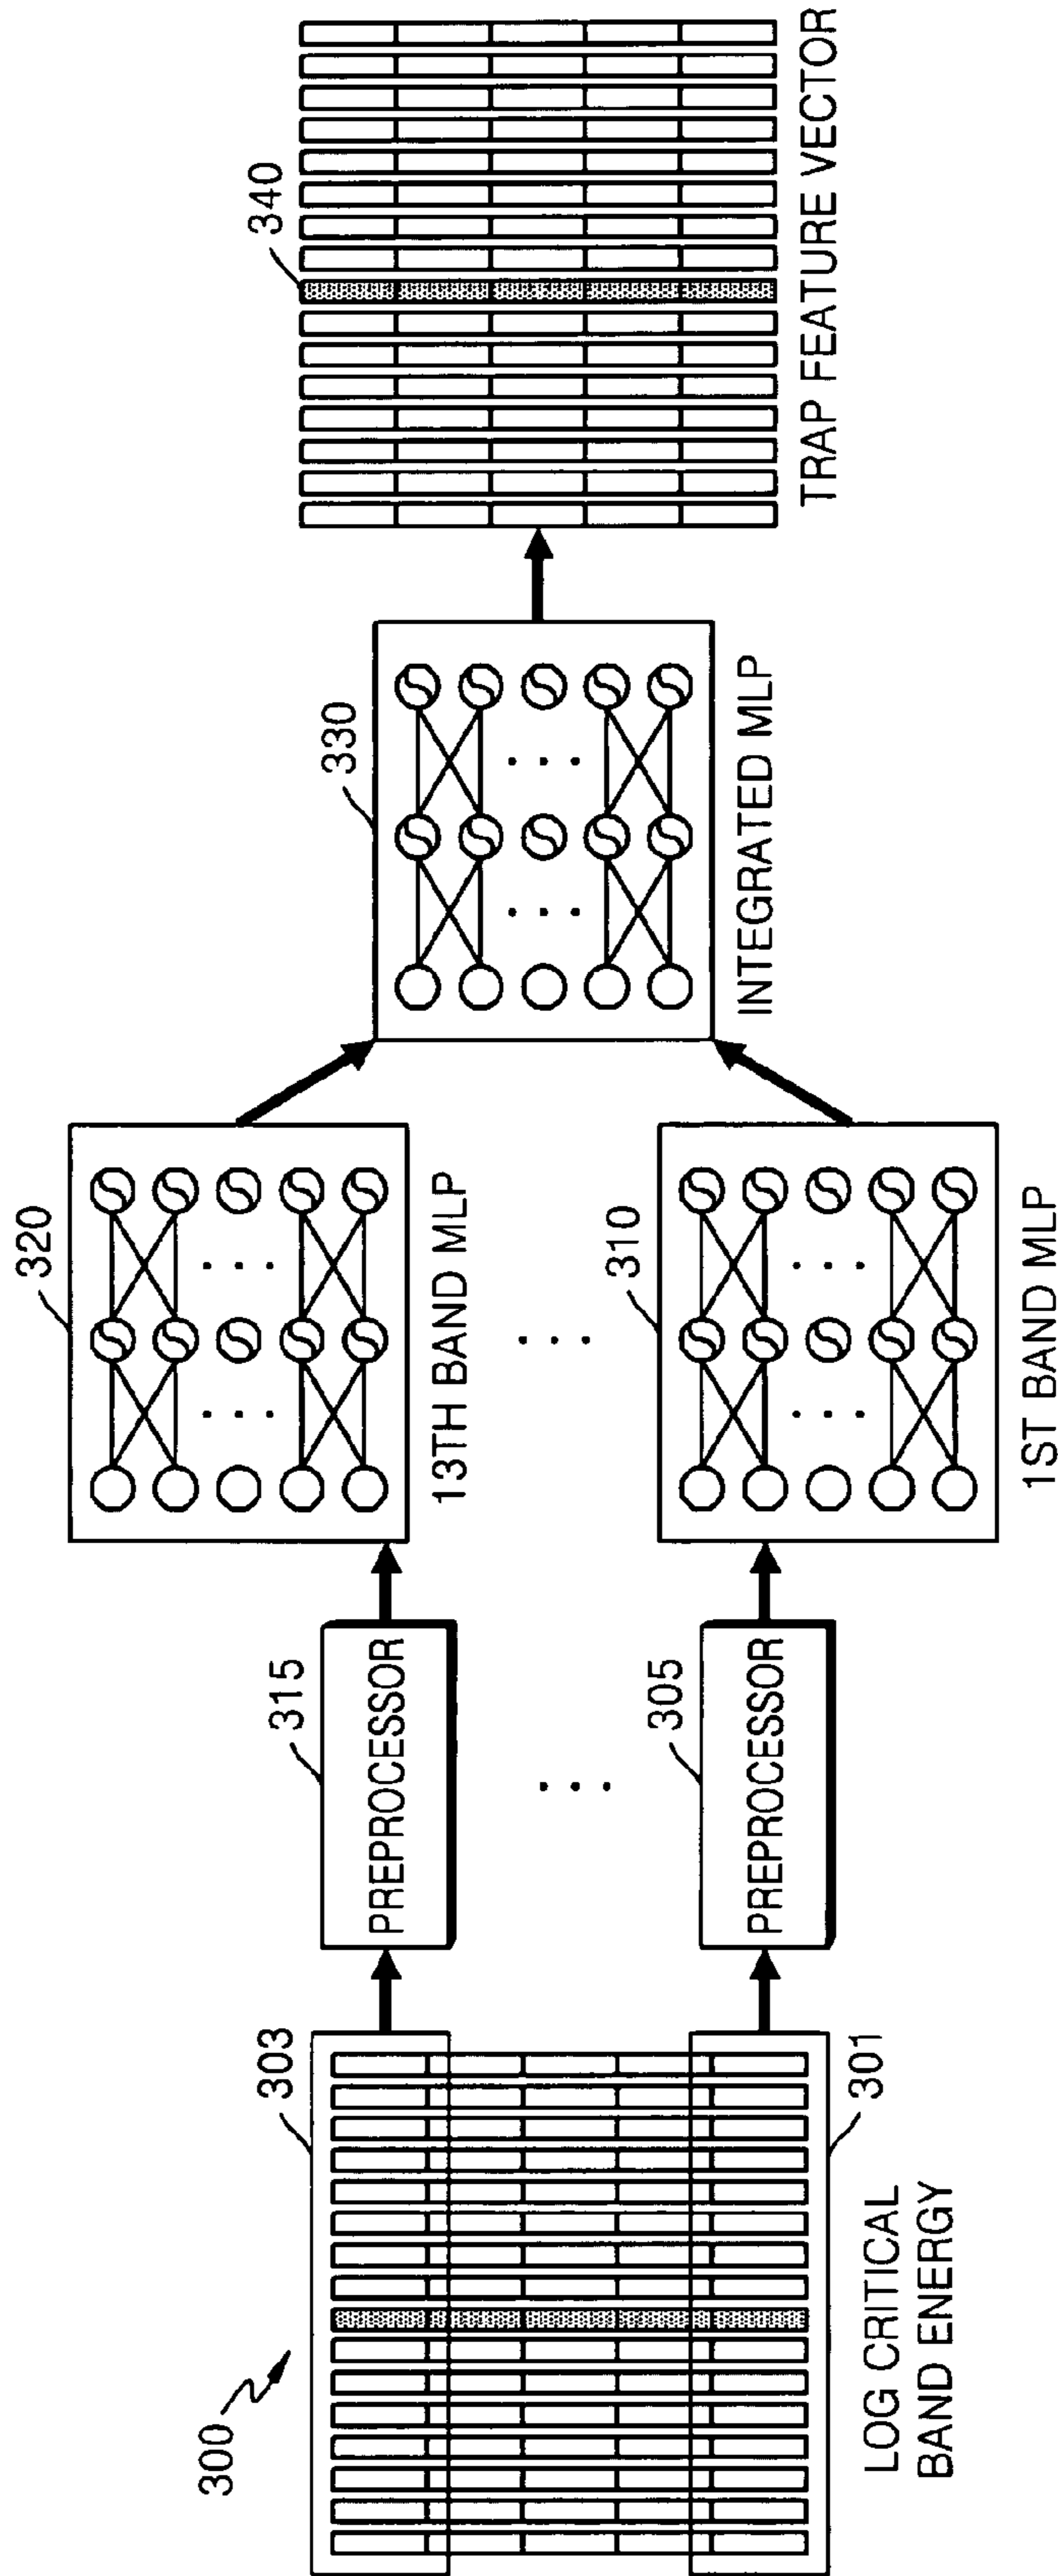 300
303
301
LOG CRITICAL
BAND ENERGY
315
PREPROCESSOR
. . .
305
PREPROCESSOR
320
. . .
. . .
13TH BAND MLP
. . .
310
. . .
. . .
1ST BAND MLP
330
. . .
. . .
INTEGRATED MLP
340
TRAP FEATURE VECTOR